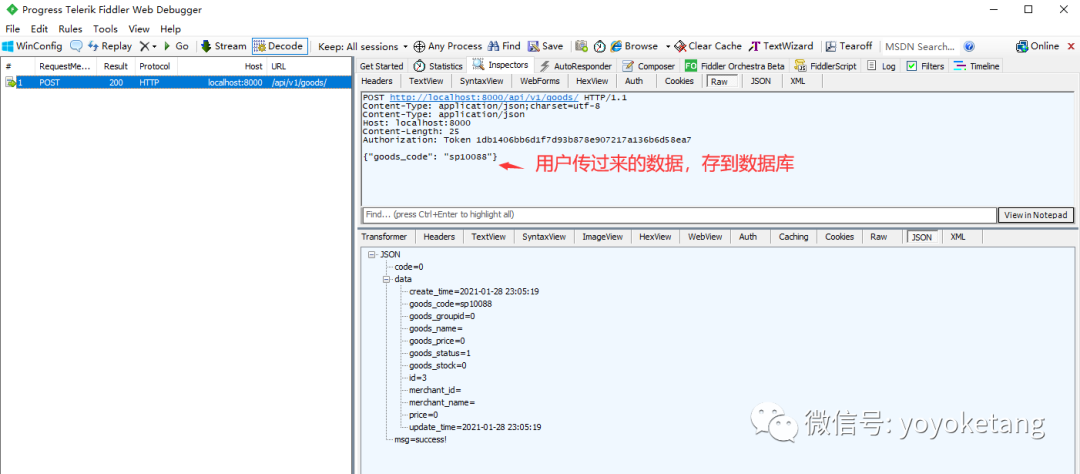 Progress Telerik Fiddler Web Debugger
File Edit Rules Tools View Help
WinConfig Replay Go Stream Decode Keep: All sessions Any Process Find Save Browse Clear Cache TextWizard Tearoff MSDN Search... Online
# RequestMe... Result Protocol Host URL
1 POST 200 HTTP localhost:8000 /api/v1/goods/
Get Started Statistics Inspectors AutoResponder Composer Fiddler Orchestra Beta FiddlerScript Log Filters Timeline
Headers TextView SyntaxView WebForms HexView Auth Cookies Raw JSON XML
POST http://localhost:8000/api/v1/goods/ HTTP/1.1
Content-Type: application/json;charset=utf-8
Content-Type: application/json
Host: localhost:8000
Content-Length: 25
Authorization: Token 1db1406bb6d1f7d93b878e907217a136b6d58ea7
{"goods_code": "sp10088"}
用户传过来的数据，存到数据库
Find... (press Ctrl+Enter to highlight all) View in Notepad
Transformer Headers TextView SyntaxView ImageView HexView WebView Auth Caching Cookies Raw JSON XML
JSON
code=0
data
create_time=2021-01-28 23:05:19
goods_code=sp10088
goods_groupid=0
goods_name=
goods_price=0
goods_status=1
goods_stock=0
id=3
merchant_id=
merchant_name=
price=0
update_time=2021-01-28 23:05:19
msg=success!
微信号: yoyoketang